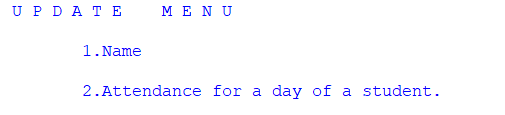 U P D A T E   M E N U
1.Name
2.Attendance for a day of a student.